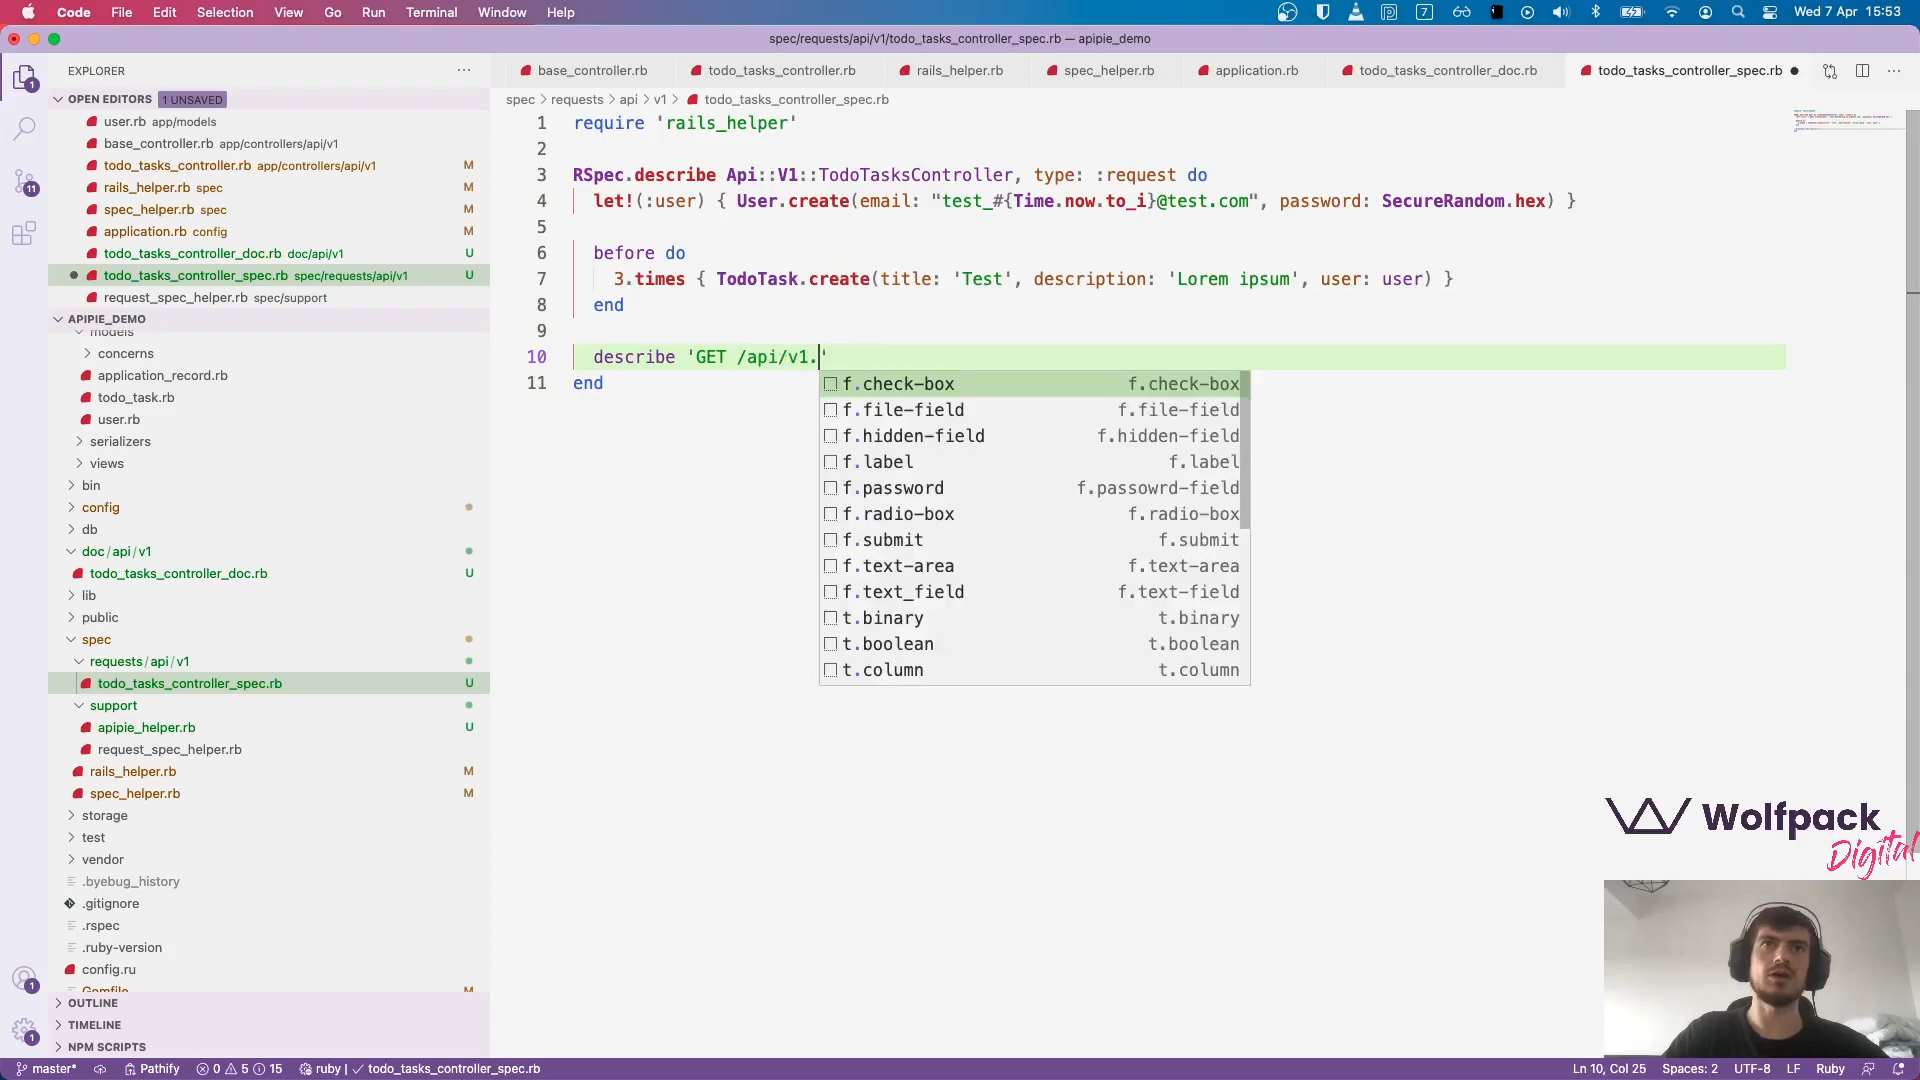 Code File Edit Selection View Go Run Terminal Window Help 7 Wed 7 Apr 15:53
spec/requests/api/v1/todo_tasks_controller_spec.rb — apipie_demo
EXPLORER ...
base_controller.rb todo_tasks_controller.rb rails_helper.rb spec_helper.rb application.rb todo_tasks_controller_doc.rb todo_tasks_controller_spec.rb ...
OPEN EDITORS 1 UNSAVED
user.rb app/models
base_controller.rb app/controllers/api/v1
todo_tasks_controller.rb app/controllers/api/v1 M
rails_helper.rb spec M
spec_helper.rb spec M
application.rb config M
todo_tasks_controller_doc.rb doc/api/v1 U
todo_tasks_controller_spec.rb spec/requests/api/v1 U
request_spec_helper.rb spec/support
APIPIE_DEMO
models
concerns
application_record.rb
todo_task.rb
user.rb
serializers
views
bin
config
db
doc/api/v1
todo_tasks_controller_doc.rb U
lib
public
spec
requests/api/v1
todo_tasks_controller_spec.rb U
support
apipie_helper.rb U
request_spec_helper.rb
rails_helper.rb M
spec_helper.rb M
storage
test
vendor
.byebug_history
.gitignore
.rspec
.ruby-version
config.ru
Gemfile M
OUTLINE
TIMELINE
NPM SCRIPTS
1
11
1
1
spec > requests > api > v1 > todo_tasks_controller_spec.rb
1 require 'rails_helper'
2
3 RSpec.describe Api::V1::TodoTasksController, type: :request do
4 let!(:user) { User.create(email: "test_#{Time.now.to_i}@test.com", password: SecureRandom.hex) }
5
6 before do
7 3.times { TodoTask.create(title: 'Test', description: 'Lorem ipsum', user: user) }
8 end
9
10 describe 'GET /api/v1.'
11 end
f.check-box f.check-box
f.file-field f.file-field
f.hidden-field f.hidden-field
f.label f.label
f.password f.passowrd-field
f.radio-box f.radio-box
f.submit f.submit
f.text-area f.text-area
f.text_field f.text-field
t.binary t.binary
t.boolean t.boolean
t.column t.column
Wolfpack
Digital
master* Pathify 0 5 15 ruby | ✓ todo_tasks_controller_spec.rb Ln 10, Col 25 Spaces: 2 UTF-8 LF Ruby